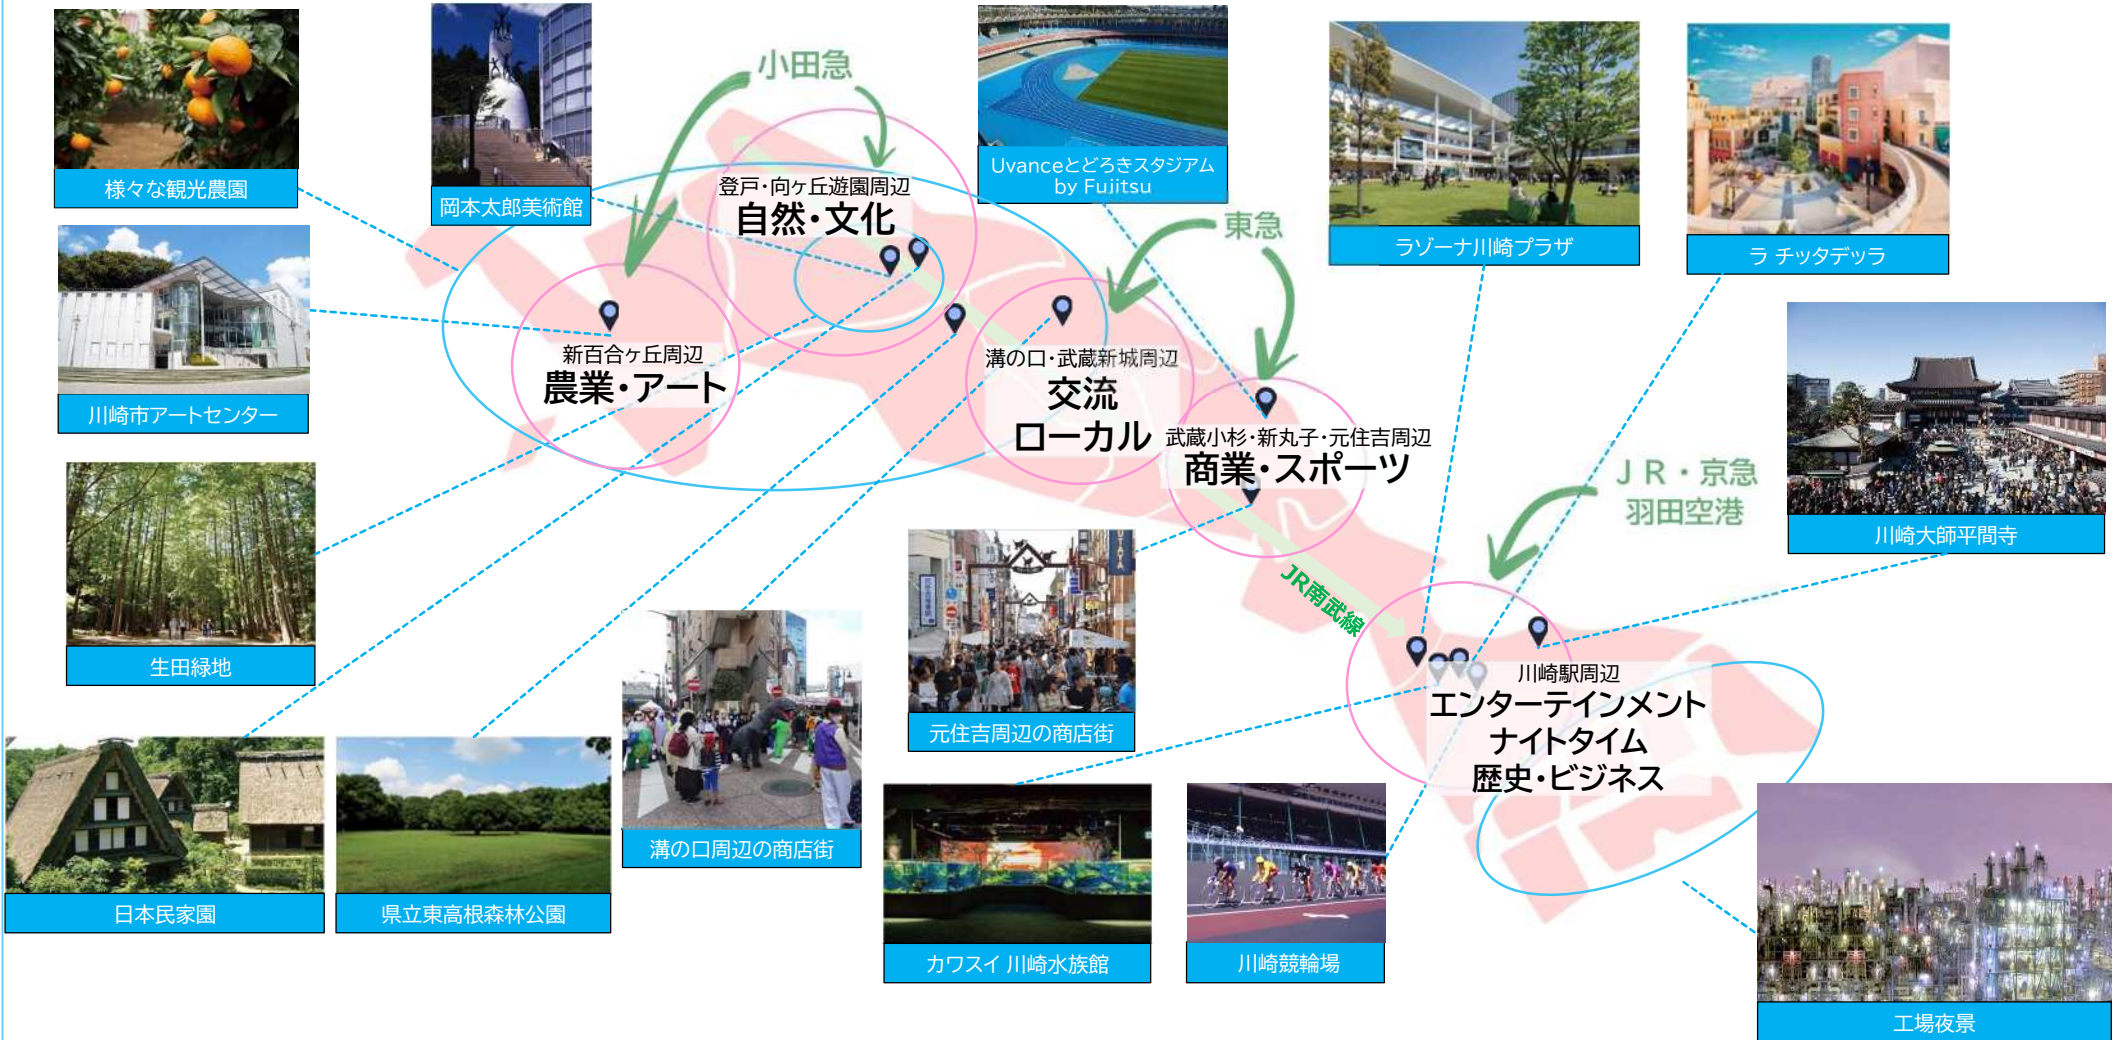 小田急
様々な観光農園
岡本太郎美術館
登戸・向ヶ丘遊園周辺
自然・文化
Uvanceとどろきスタジアム
by Fujitsu
東急
ラゾーナ川崎プラザ
ラ チッタデッラ
川崎市アートセンター
新百合ヶ丘周辺
農業・アート
溝の口・武蔵新城周辺
交流
ローカル
武蔵小杉・新丸子・元住吉周辺
商業・スポーツ
JR・京急
羽田空港
川崎大師平間寺
生田緑地
JR南武線
元住吉周辺の商店街
川崎駅周辺
エンターテインメント
ナイトタイム
歴史・ビジネス
溝の口周辺の商店街
日本民家園
県立東高根森林公園
カワスイ 川崎水族館
川崎競輪場
工場夜景